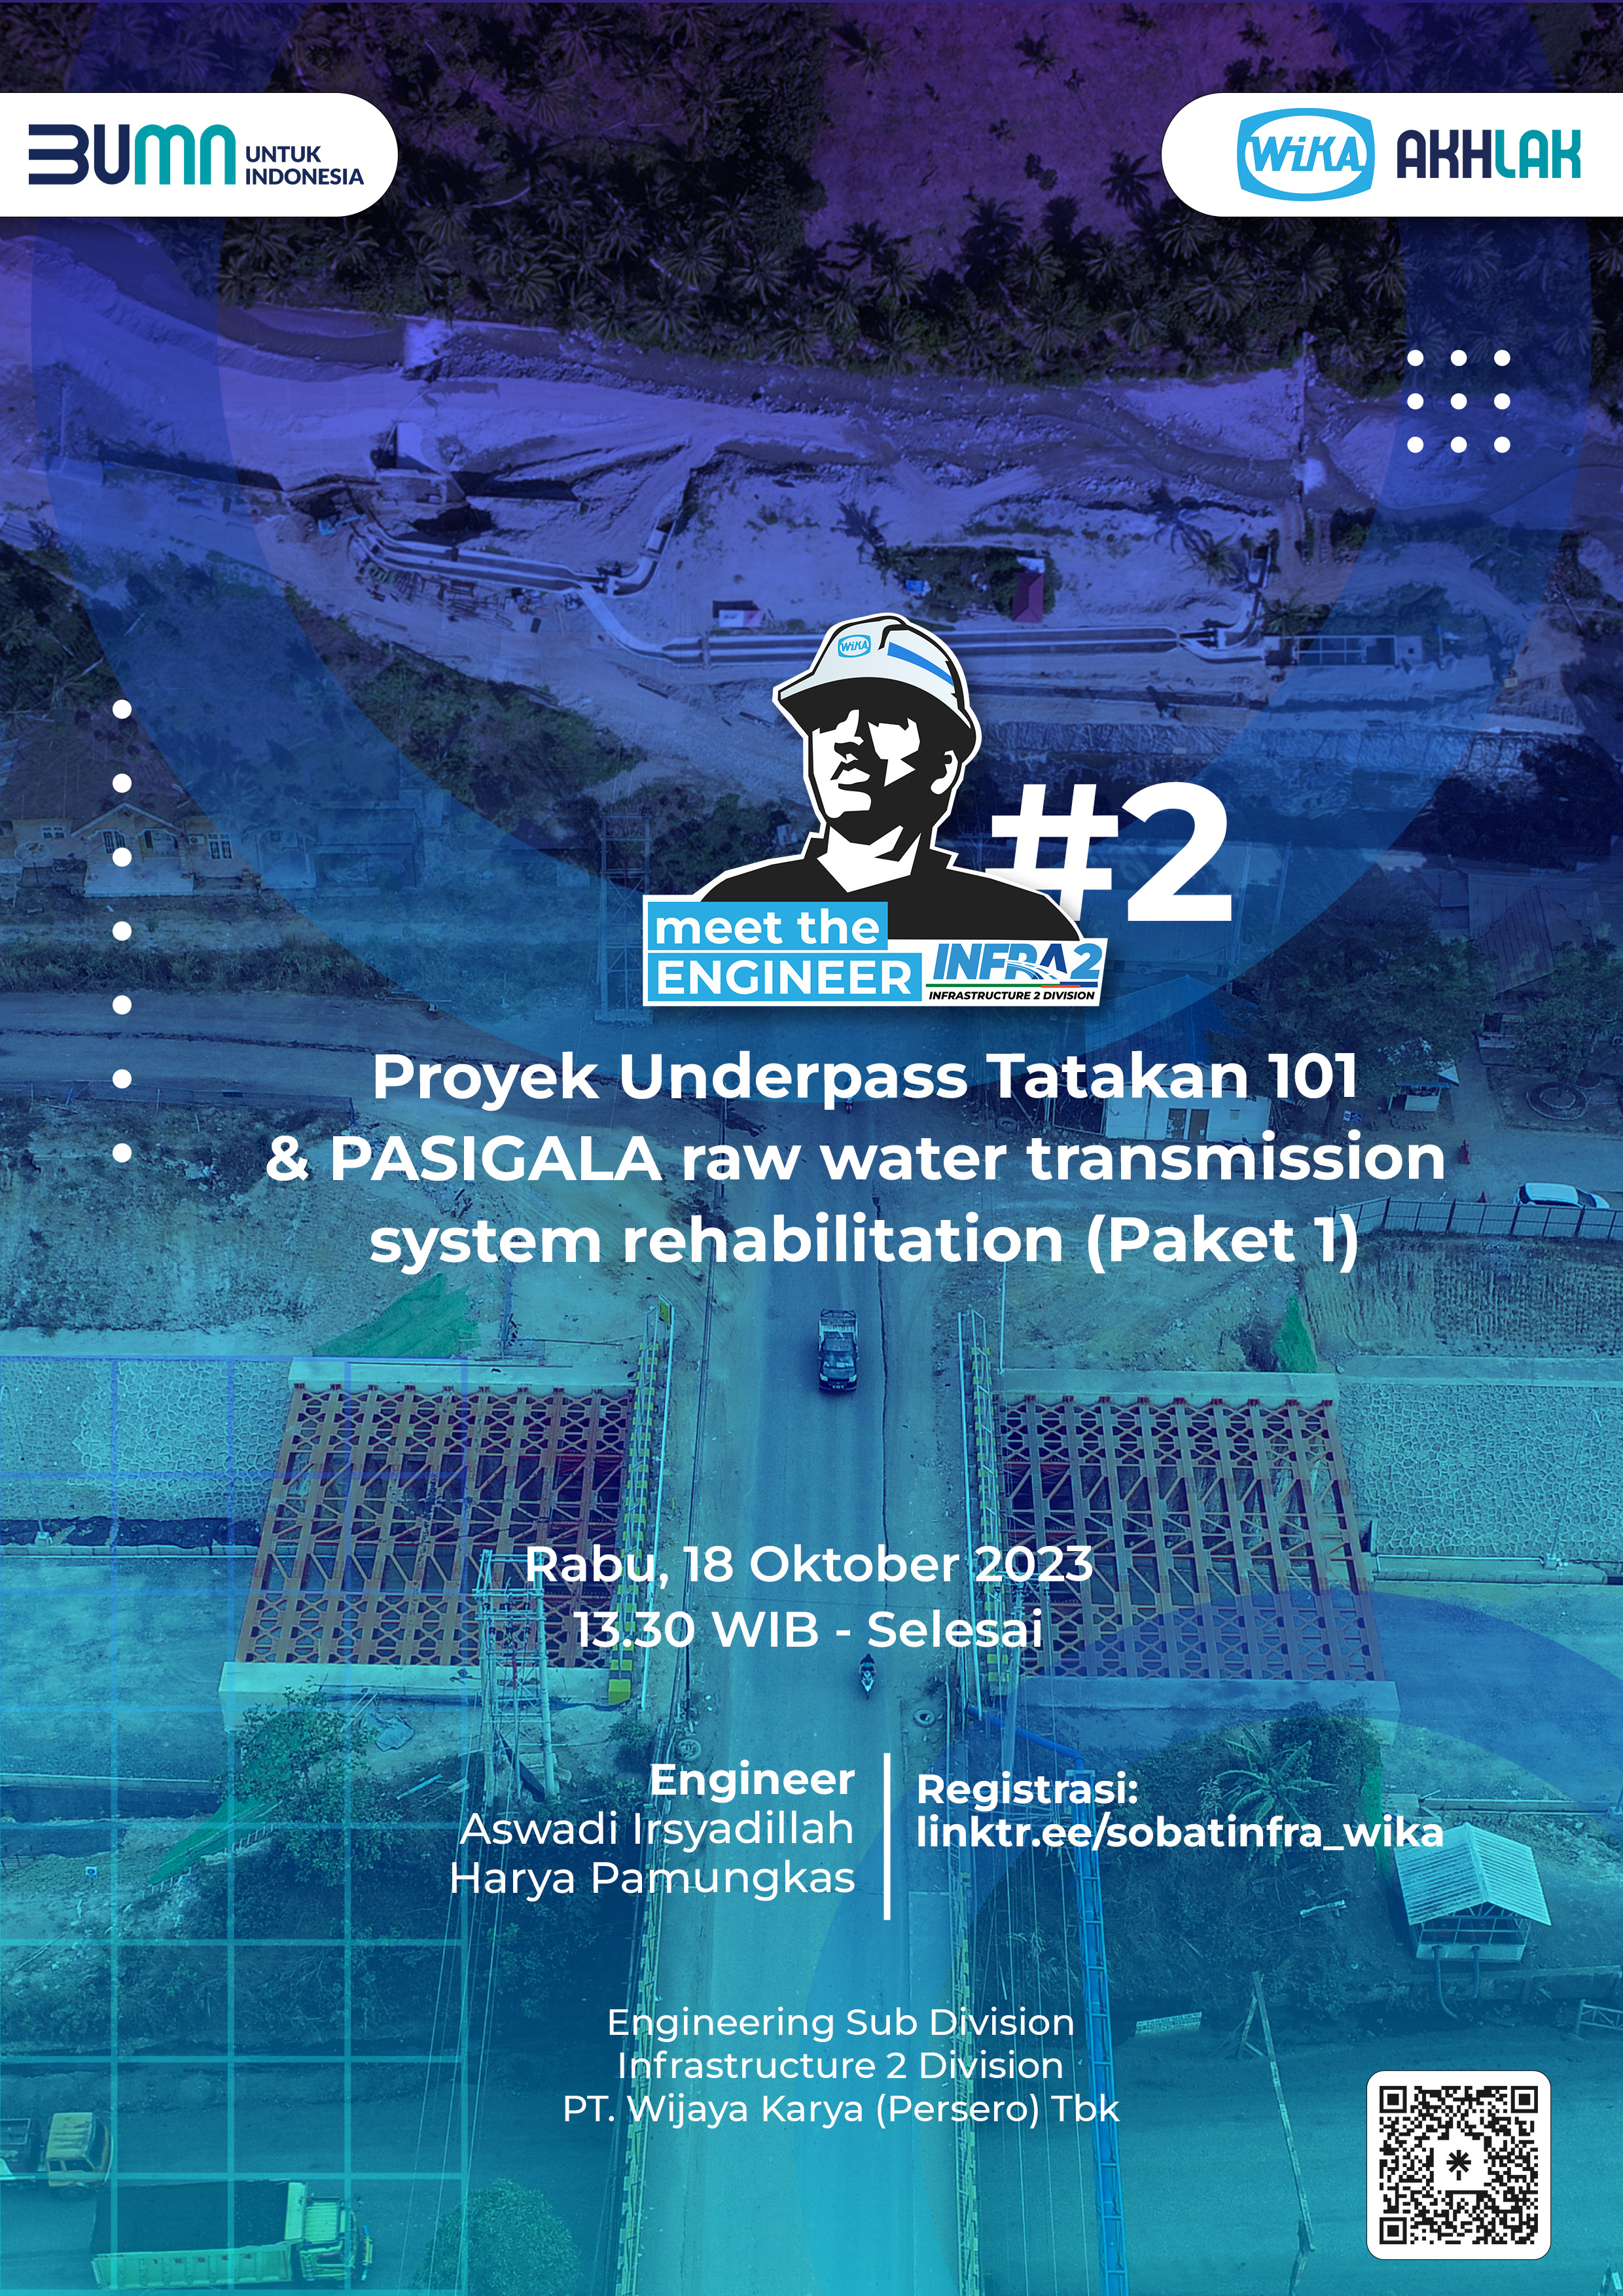 BUMN UNTUK
INDONESIA
WIKA AKHLAK
WIKA
#2
meet the
ENGINEER
INFRA 2
INFRASTRUCTURE 2 DIVISION
Proyek Underpass Tatakan 101
& PASIGALA raw water transmission
system rehabilitation (Paket 1)
Rabu, 18 Oktober 2023
13.30 WIB - Selesai
Engineer
Aswadi Irsyadillah
Harya Pamungkas
Registrasi:
linktr.ee/sobatinfra_wika
Engineering Sub Division
Infrastructure 2 Division
PT. Wijaya Karya (Persero) Tbk